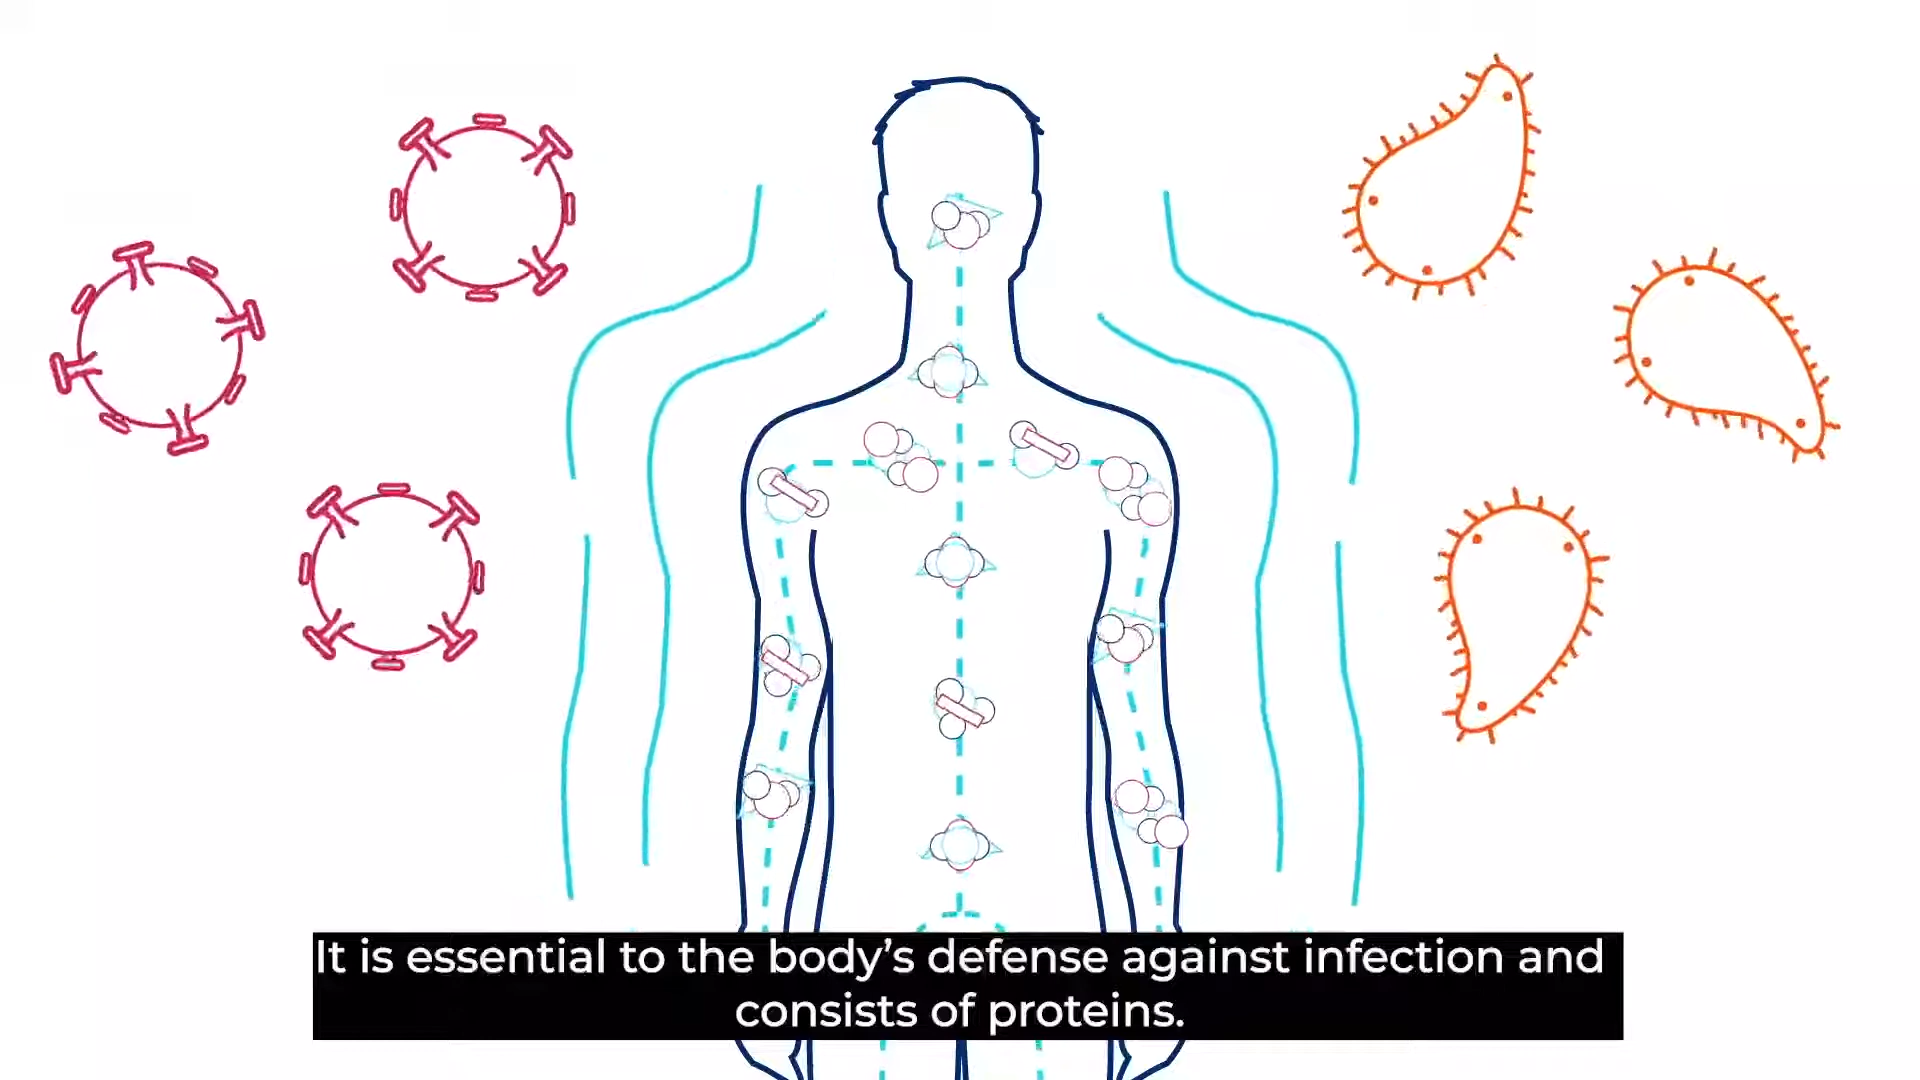 It is essential to the body’s defense against infection and
consists of proteins.